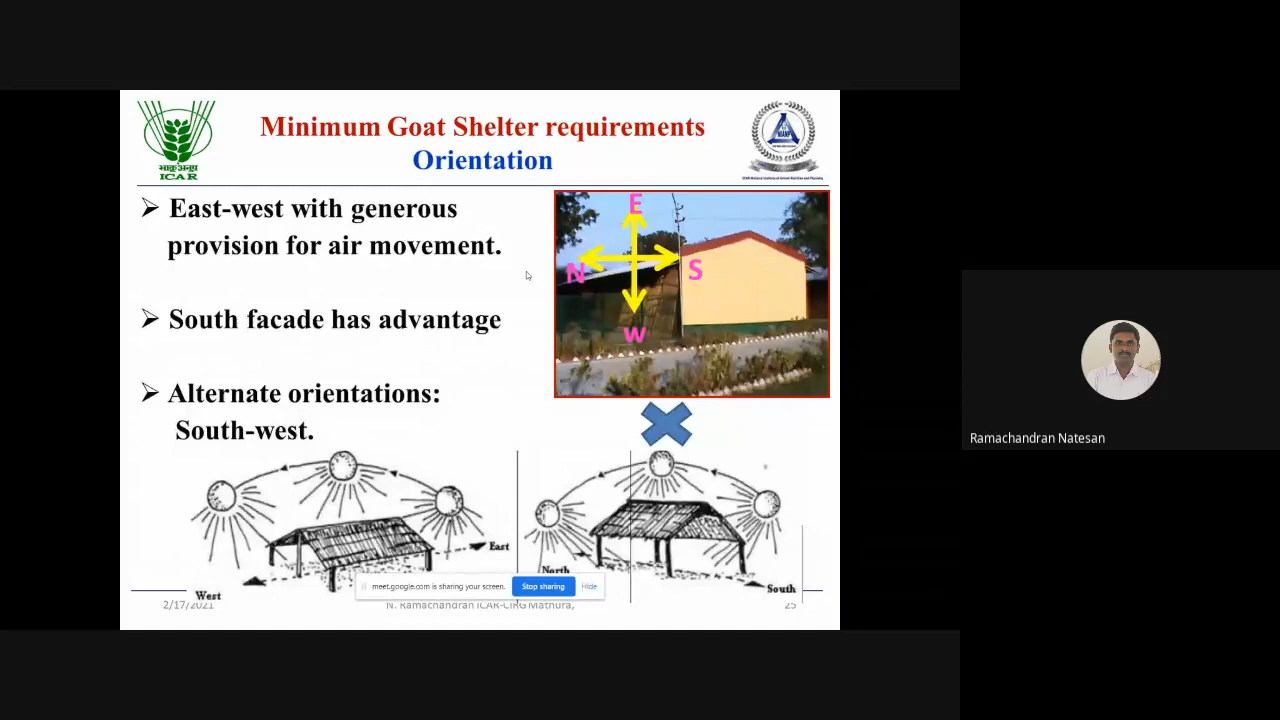 Minimum Goat Shelter requirements
Orientation
ICAR
➢ East-west with generous
provision for air movement.
➢ South facade has advantage
➢ Alternate orientations:
South-west.
E
N
S
W
East
West
North
South
meet.google.com is sharing your screen.
Stop sharing
Hide
2/17/2021
N. Ramachandran ICAR-CIRG Mathura,
25
Ramachandran Natesan